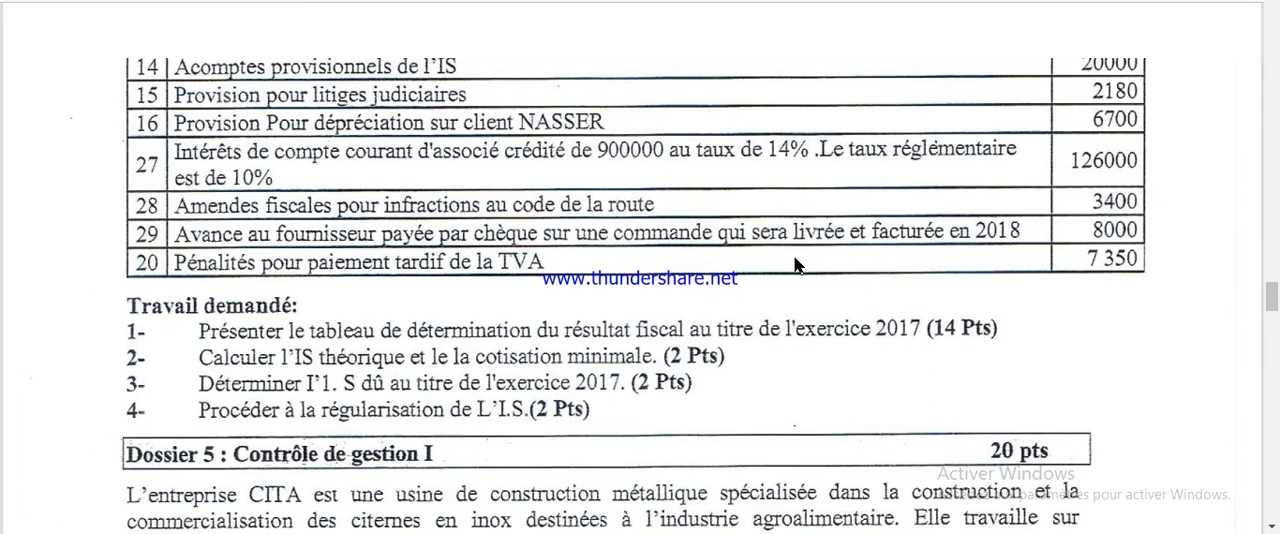 14 Acomptes provisionnels de l'IS 20000
15 Provision pour litiges judiciaires 2180
16 Provision Pour dépréciation sur client NASSER 6700
27 Intérêts de compte courant d'associé crédité de 900000 au taux de 14% .Le taux réglémentaire
est de 10% 126000
28 Amendes fiscales pour infractions au code de la route 3400
29 Avance au fournisseur payée par chèque sur une commande qui sera livrée et facturée en 2018 8000
20 Pénalités pour paiement tardif de la TVA 7 350
www.thundershare.net
Travail demandé:
1- Présenter le tableau de détermination du résultat fiscal au titre de l'exercice 2017 (14 Pts)
2- Calculer l'IS théorique et le la cotisation minimale. (2 Pts)
3- Déterminer I'1. S dû au titre de l'exercice 2017. (2 Pts)
4- Procéder à la régularisation de L'I.S.(2 Pts)
Dossier 5 : Contrôle de gestion I 20 pts
Activer Windows
L'entreprise CITA est une usine de construction métallique spécialisée dans la construction et la
pour activer Windows.
commercialisation des citernes en inox destinées à l'industrie agroalimentaire. Elle travaille sur